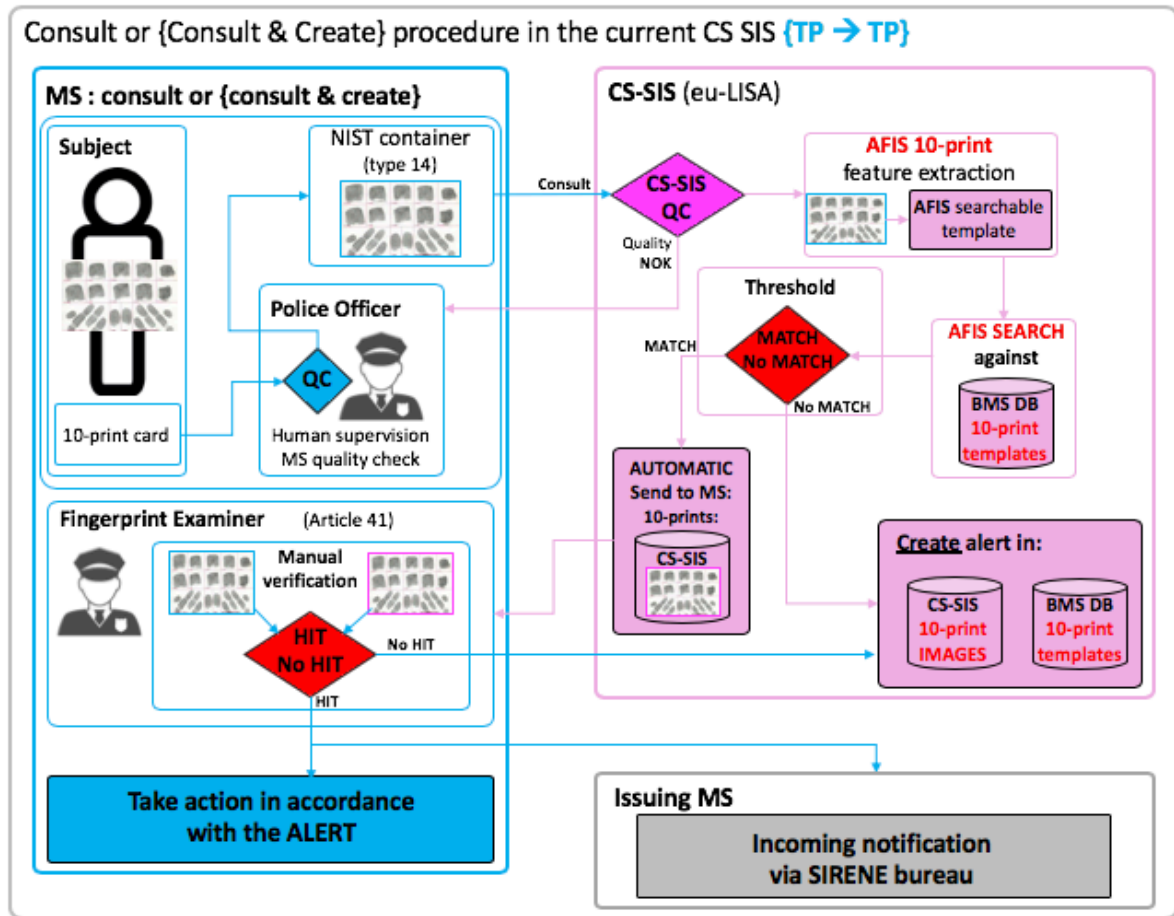 Consult or {Consult & Create} procedure in the current CS SIS {TP → TP}
MS : consult or {consult & create}
Subject
10-print card
NIST container
(type 14)
Police Officer
QC
Human supervision
MS quality check
Consult
Fingerprint Examiner (Article 41)
Manual
verification
HIT
No HIT
No HIT
HIT
Take action in accordance
with the ALERT
CS-SIS (eu-LISA)
CS-SIS
QC
Quality
NOK
AFIS 10-print
feature extraction
AFIS searchable
template
Threshold
MATCH
No MATCH
MATCH
No MATCH
AFIS SEARCH
against
BMS DB
10-print
templates
AUTOMATIC
Send to MS:
10-prints:
CS-SIS
Create alert in:
CS-SIS
10-print
IMAGES
BMS DB
10-print
templates
Issuing MS
Incoming notification
via SIRENE bureau